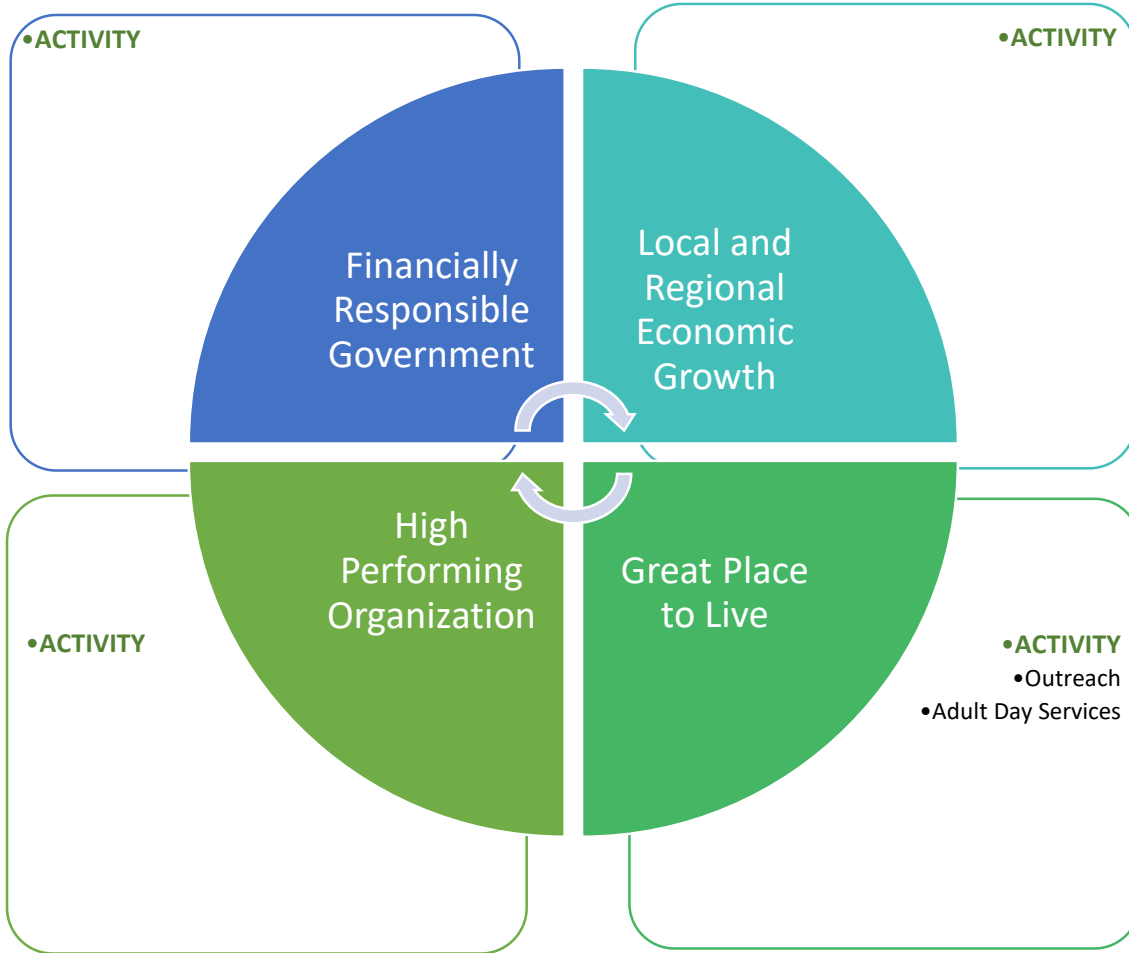 •ACTIVITY
•ACTIVITY
Financially
Responsible
Government
Local and
Regional
Economic
Growth
High
Performing
Organization
Great Place
to Live
•ACTIVITY
•ACTIVITY
•Outreach
•Adult Day Services